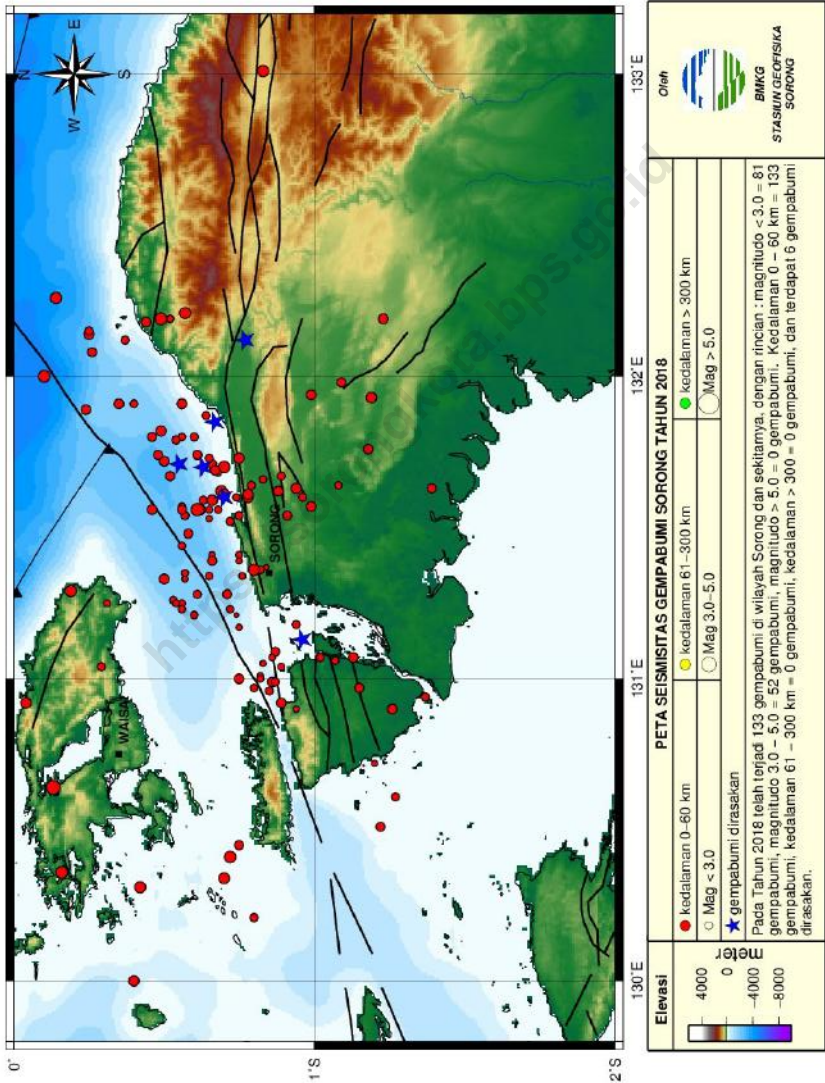 N
E
S
W
0°
1°S
2°S
130°E
131°E
132°E
133°E
WAISAI
SORONG
https://sorongkota.bps.go.id
Elevasi
4000
0
-4000
-8000
meter
PETA SEISMISITAS GEMPABUMI SORONG TAHUN 2018
kedalaman 0-60 km
kedalaman 61-300 km
kedalaman > 300 km
Mag < 3.0
Mag 3.0-5.0
Mag > 5.0
gempabumi dirasakan
Pada Tahun 2018 telah terjadi 133 gempabumi di wilayah Sorong dan sekitarnya, dengan rincian : magnitudo < 3.0 = 81
gempabumi, magnitudo 3.0 – 5.0 = 52 gempabumi, magnitudo > 5.0 = 0 gempabumi. Kedalaman 0 – 60 km = 133
gempabumi, kedalaman 61 – 300 km = 0 gempabumi, kedalaman > 300 = 0 gempabumi, dan terdapat 6 gempabumi
dirasakan.
Oleh
BMKG
STASIUN GEOFISIKA
SORONG